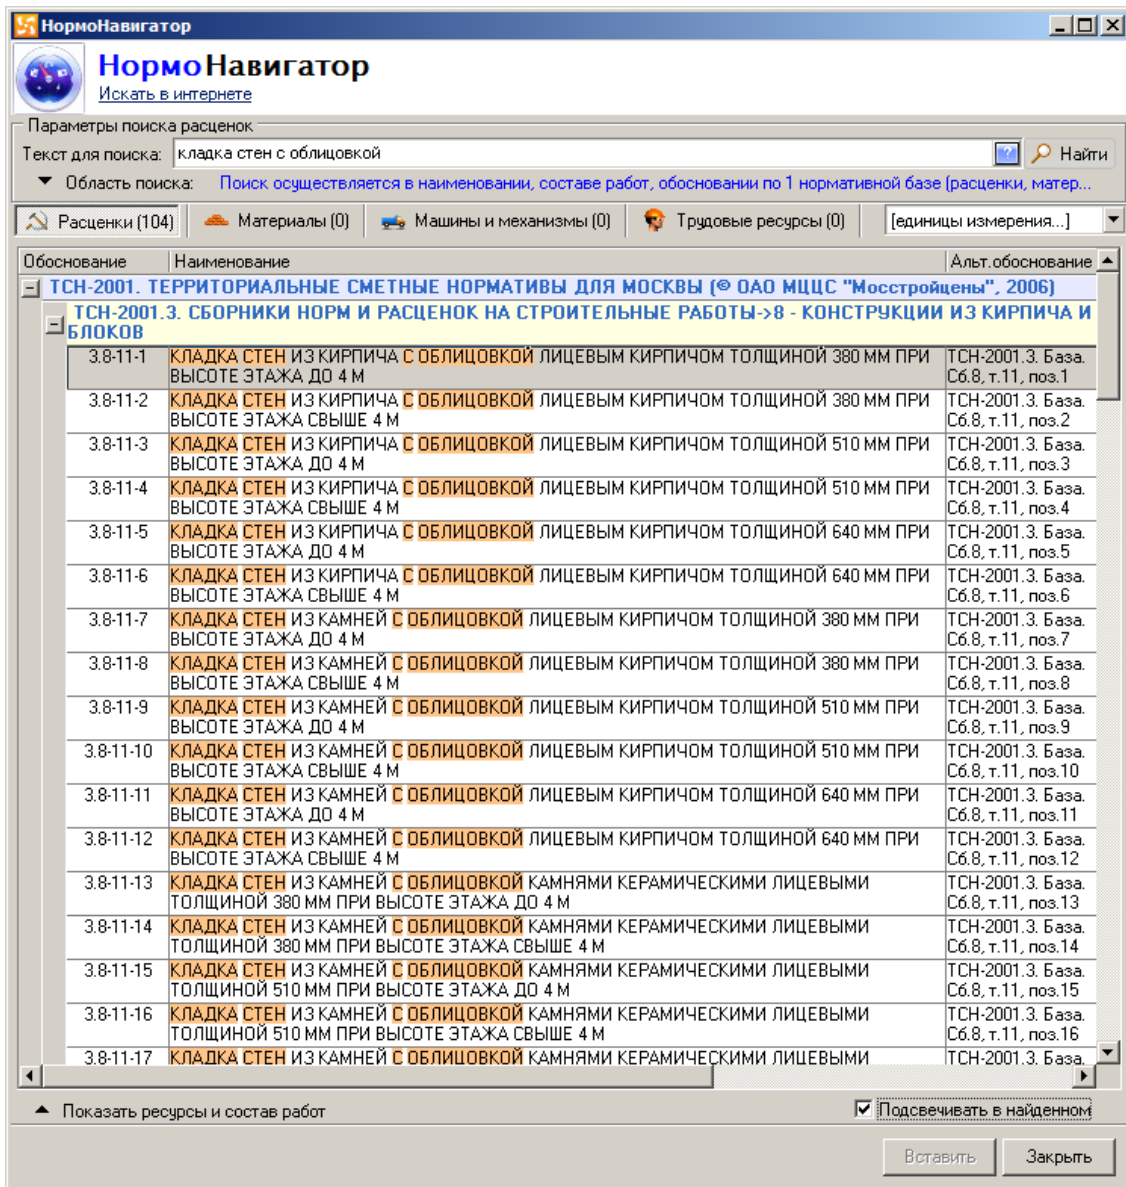 НормоНавигатор
НормоНавигатор
Искать в интернете
Параметры поиска расценок
Текст для поиска: кладка стен с облицовкой ? Найти
Область поиска: Поиск осуществляется в наименовании, составе работ, обосновании по 1 нормативной базе (расценки, матер...
Расценки (104) Материалы (0) Машины и механизмы (0) Трудовые ресурсы (0) [единицы измерения...]
Обоснование Наименование Альт.обоснование
ТСН-2001. ТЕРРИТОРИАЛЬНЫЕ СМЕТНЫЕ НОРМАТИВЫ ДЛЯ МОСКВЫ (© ОАО МЦЦС "Мосстройцены", 2006)
ТСН-2001.3. СБОРНИКИ НОРМ И РАСЦЕНОК НА СТРОИТЕЛЬНЫЕ РАБОТЫ->8 - КОНСТРУКЦИИ ИЗ КИРПИЧА И
БЛОКОВ
3.8-11-1 КЛАДКА СТЕН ИЗ КИРПИЧА С ОБЛИЦОВКОЙ ЛИЦЕВЫМ КИРПИЧОМ ТОЛЩИНОЙ 380 ММ ПРИ ТСН-2001.3. База.
ВЫСОТЕ ЭТАЖА ДО 4 М Сб.8, т.11, поз.1
3.8-11-2 КЛАДКА СТЕН ИЗ КИРПИЧА С ОБЛИЦОВКОЙ ЛИЦЕВЫМ КИРПИЧОМ ТОЛЩИНОЙ 380 ММ ПРИ ТСН-2001.3. База.
ВЫСОТЕ ЭТАЖА СВЫШЕ 4 М Сб.8, т.11, поз.2
3.8-11-3 КЛАДКА СТЕН ИЗ КИРПИЧА С ОБЛИЦОВКОЙ ЛИЦЕВЫМ КИРПИЧОМ ТОЛЩИНОЙ 510 ММ ПРИ ТСН-2001.3. База.
ВЫСОТЕ ЭТАЖА ДО 4 М Сб.8, т.11, поз.3
3.8-11-4 КЛАДКА СТЕН ИЗ КИРПИЧА С ОБЛИЦОВКОЙ ЛИЦЕВЫМ КИРПИЧОМ ТОЛЩИНОЙ 510 ММ ПРИ ТСН-2001.3. База.
ВЫСОТЕ ЭТАЖА СВЫШЕ 4 М Сб.8, т.11, поз.4
3.8-11-5 КЛАДКА СТЕН ИЗ КИРПИЧА С ОБЛИЦОВКОЙ ЛИЦЕВЫМ КИРПИЧОМ ТОЛЩИНОЙ 640 ММ ПРИ ТСН-2001.3. База.
ВЫСОТЕ ЭТАЖА ДО 4 М Сб.8, т.11, поз.5
3.8-11-6 КЛАДКА СТЕН ИЗ КИРПИЧА С ОБЛИЦОВКОЙ ЛИЦЕВЫМ КИРПИЧОМ ТОЛЩИНОЙ 640 ММ ПРИ ТСН-2001.3. База.
ВЫСОТЕ ЭТАЖА СВЫШЕ 4 М Сб.8, т.11, поз.6
3.8-11-7 КЛАДКА СТЕН ИЗ КАМНЕЙ С ОБЛИЦОВКОЙ ЛИЦЕВЫМ КИРПИЧОМ ТОЛЩИНОЙ 380 ММ ПРИ ТСН-2001.3. База.
ВЫСОТЕ ЭТАЖА ДО 4 М Сб.8, т.11, поз.7
3.8-11-8 КЛАДКА СТЕН ИЗ КАМНЕЙ С ОБЛИЦОВКОЙ ЛИЦЕВЫМ КИРПИЧОМ ТОЛЩИНОЙ 380 ММ ПРИ ТСН-2001.3. База.
ВЫСОТЕ ЭТАЖА СВЫШЕ 4 М Сб.8, т.11, поз.8
3.8-11-9 КЛАДКА СТЕН ИЗ КАМНЕЙ С ОБЛИЦОВКОЙ ЛИЦЕВЫМ КИРПИЧОМ ТОЛЩИНОЙ 510 ММ ПРИ ТСН-2001.3. База.
ВЫСОТЕ ЭТАЖА ДО 4 М Сб.8, т.11, поз.9
3.8-11-10 КЛАДКА СТЕН ИЗ КАМНЕЙ С ОБЛИЦОВКОЙ ЛИЦЕВЫМ КИРПИЧОМ ТОЛЩИНОЙ 510 ММ ПРИ ТСН-2001.3. База.
ВЫСОТЕ ЭТАЖА СВЫШЕ 4 М Сб.8, т.11, поз.10
3.8-11-11 КЛАДКА СТЕН ИЗ КАМНЕЙ С ОБЛИЦОВКОЙ ЛИЦЕВЫМ КИРПИЧОМ ТОЛЩИНОЙ 640 ММ ПРИ ТСН-2001.3. База.
ВЫСОТЕ ЭТАЖА ДО 4 М Сб.8, т.11, поз.11
3.8-11-12 КЛАДКА СТЕН ИЗ КАМНЕЙ С ОБЛИЦОВКОЙ ЛИЦЕВЫМ КИРПИЧОМ ТОЛЩИНОЙ 640 ММ ПРИ ТСН-2001.3. База.
ВЫСОТЕ ЭТАЖА СВЫШЕ 4 М Сб.8, т.11, поз.12
3.8-11-13 КЛАДКА СТЕН ИЗ КАМНЕЙ С ОБЛИЦОВКОЙ КАМНЯМИ КЕРАМИЧЕСКИМИ ЛИЦЕВЫМИ ТСН-2001.3. База.
ТОЛЩИНОЙ 380 ММ ПРИ ВЫСОТЕ ЭТАЖА ДО 4 М Сб.8, т.11, поз.13
3.8-11-14 КЛАДКА СТЕН ИЗ КАМНЕЙ С ОБЛИЦОВКОЙ КАМНЯМИ КЕРАМИЧЕСКИМИ ЛИЦЕВЫМИ ТСН-2001.3. База.
ТОЛЩИНОЙ 380 ММ ПРИ ВЫСОТЕ ЭТАЖА СВЫШЕ 4 М Сб.8, т.11, поз.14
3.8-11-15 КЛАДКА СТЕН ИЗ КАМНЕЙ С ОБЛИЦОВКОЙ КАМНЯМИ КЕРАМИЧЕСКИМИ ЛИЦЕВЫМИ ТСН-2001.3. База.
ТОЛЩИНОЙ 510 ММ ПРИ ВЫСОТЕ ЭТАЖА ДО 4 М Сб.8, т.11, поз.15
3.8-11-16 КЛАДКА СТЕН ИЗ КАМНЕЙ С ОБЛИЦОВКОЙ КАМНЯМИ КЕРАМИЧЕСКИМИ ЛИЦЕВЫМИ ТСН-2001.3. База.
ТОЛЩИНОЙ 510 ММ ПРИ ВЫСОТЕ ЭТАЖА СВЫШЕ 4 М Сб.8, т.11, поз.16
3.8-11-17 КЛАДКА СТЕН ИЗ КАМНЕЙ С ОБЛИЦОВКОЙ КАМНЯМИ КЕРАМИЧЕСКИМИ ЛИЦЕВЫМИ ТСН-2001.3. База.
Показать ресурсы и состав работ Подсвечивать в найденном
Вставить Закрыть